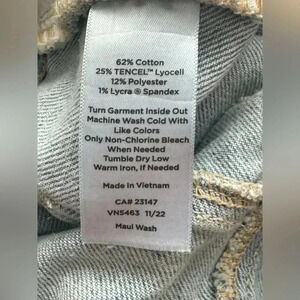 62% Cotton
25% TENCEL™ Lyocell
12% Polyester
1% Lycra ® Spandex
Turn Garment Inside Out
Machine Wash Cold With
Like Colors
Only Non-Chlorine Bleach
When Needed
Tumble Dry Low
Warm Iron, If Needed
Made in Vietnam
CA# 23147
VN5463 11/22
Maui Wash